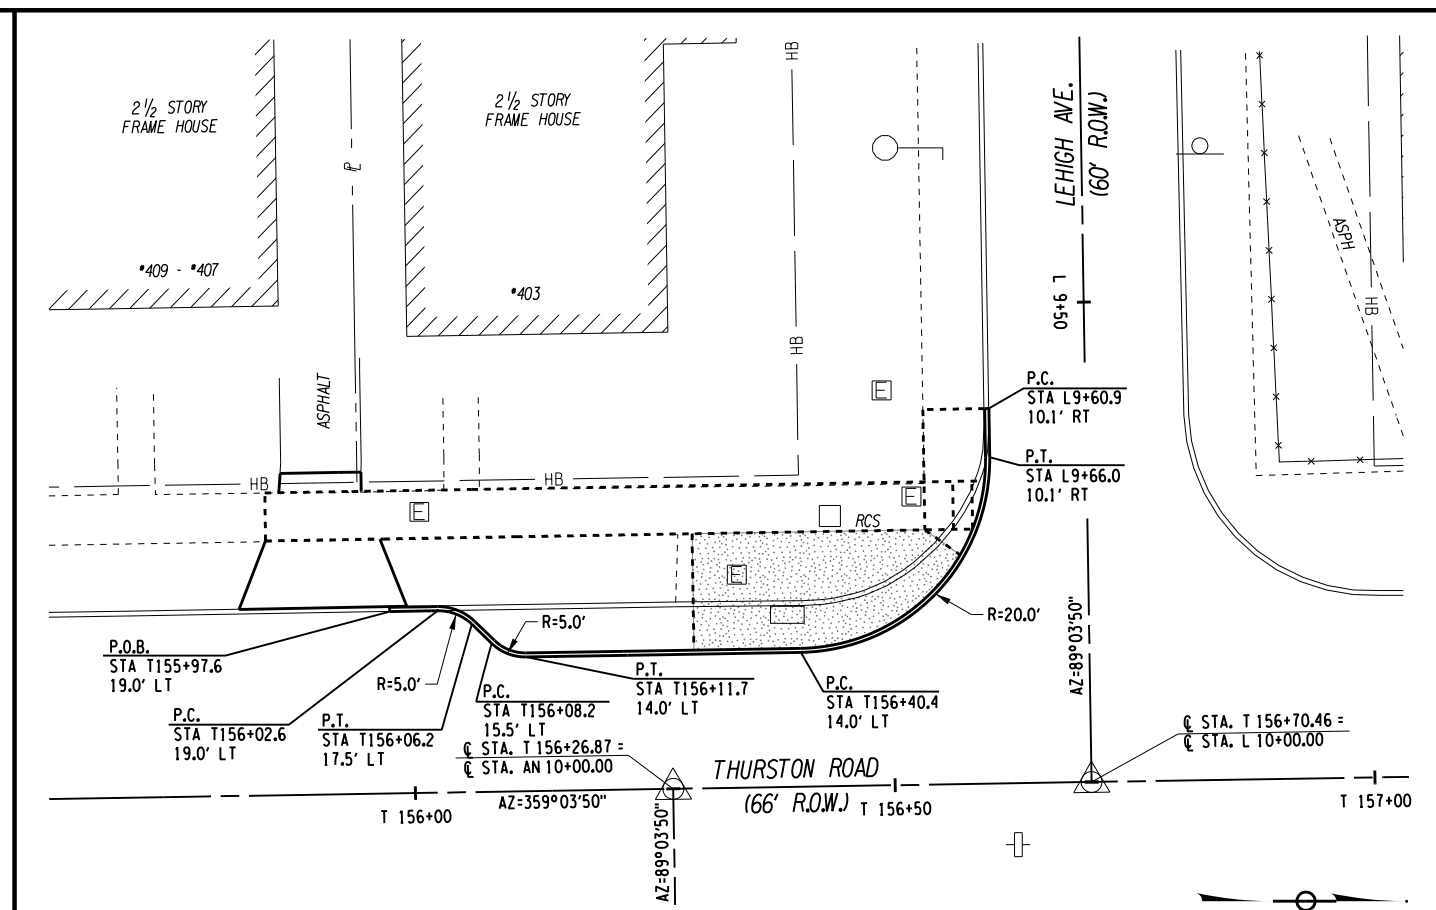 2 1/2 STORY
FRAME HOUSE
2 1/2 STORY
FRAME HOUSE
HB
LEHIGH AVE.
(60' R.O.W.)
℄
ASPH
#409 - #407
#403
L 9+50
HB
HB
ASPHALT
E
P.C.
STA L9+60.9
10.1' RT
P.T.
STA L9+66.0
10.1' RT
HB
HB
E
E
RCS
E
R=5.0'
R=20.0'
AZ=89°03'50"
P.O.B.
STA T155+97.6
19.0' LT
R=5.0'
P.C.
STA T156+02.6
19.0' LT
P.T.
STA T156+06.2
17.5' LT
P.C.
STA T156+08.2
15.5' LT
P.T.
STA T156+11.7
14.0' LT
P.C.
STA T156+40.4
14.0' LT
℄ STA. T 156+26.87 =
℄ STA. AN 10+00.00
℄ STA. T 156+70.46 =
℄ STA. L 10+00.00
THURSTON ROAD
(66' R.O.W.)
AZ=359°03'50"
T 156+00
T 156+50
T 157+00
AZ=89°03'50"